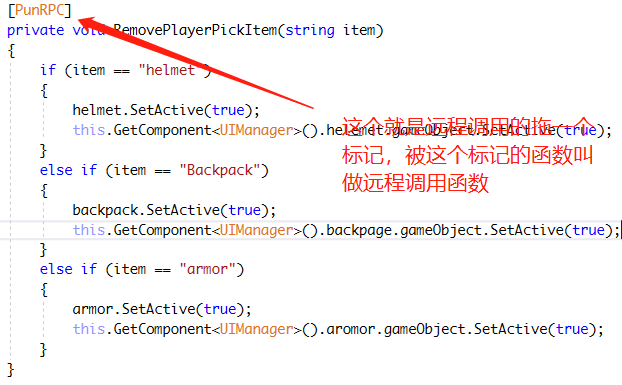 [PunRPC]
private void RemovePlayerPickItem(string item)
{
if (item == "helmet")
{
helmet.SetActive(true);
this.GetComponent<UIManager>().helemet.gameObject.SetActive(true);
}
else if (item == "Backpack")
{
backpack.SetActive(true);
this.GetComponent<UIManager>().backpage.gameObject.SetActive(true);
}
else if (item == "armor")
{
armor.SetActive(true);
this.GetComponent<UIManager>().aromor.gameObject.SetActive(true);
}
}
这个就是远程调用的拖一个
标记，被这个标记的函数叫
做远程调用函数